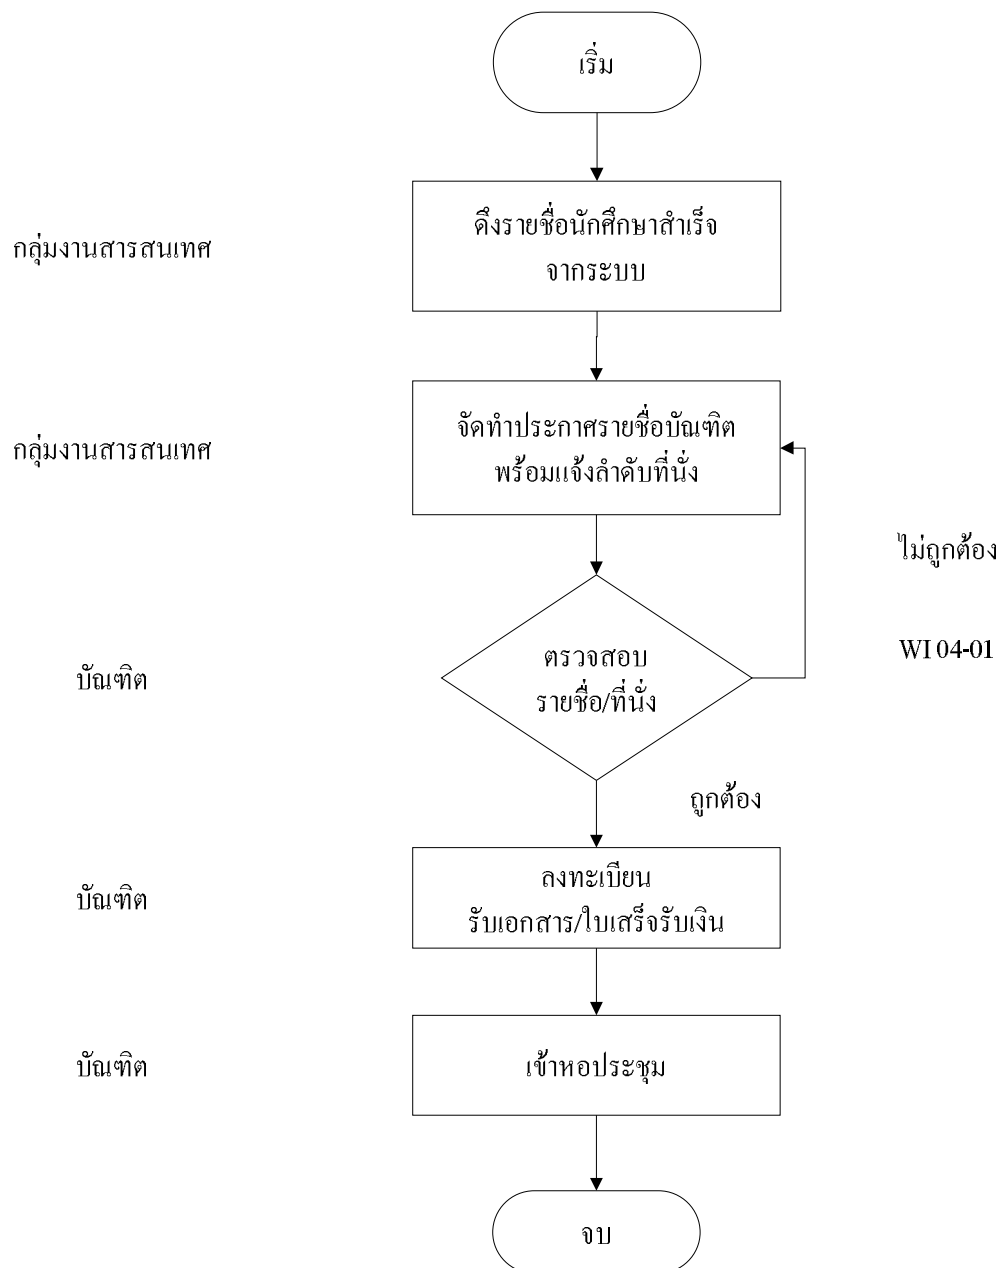 เริ่ม
กลุ่มงานสารสนเทศ
ดึงรายชื่อนักศึกษาสำเร็จ
จากระบบ
กลุ่มงานสารสนเทศ
จัดทำประกาศรายชื่อบัณฑิต
พร้อมแจ้งลำดับที่นั่ง
ไม่ถูกต้อง
WI 04-01
บัณฑิต
ตรวจสอบ
รายชื่อ/ที่นั่ง
ถูกต้อง
บัณฑิต
ลงทะเบียน
รับเอกสาร/ใบเสร็จรับเงิน
บัณฑิต
เข้าหอประชุม
จบ